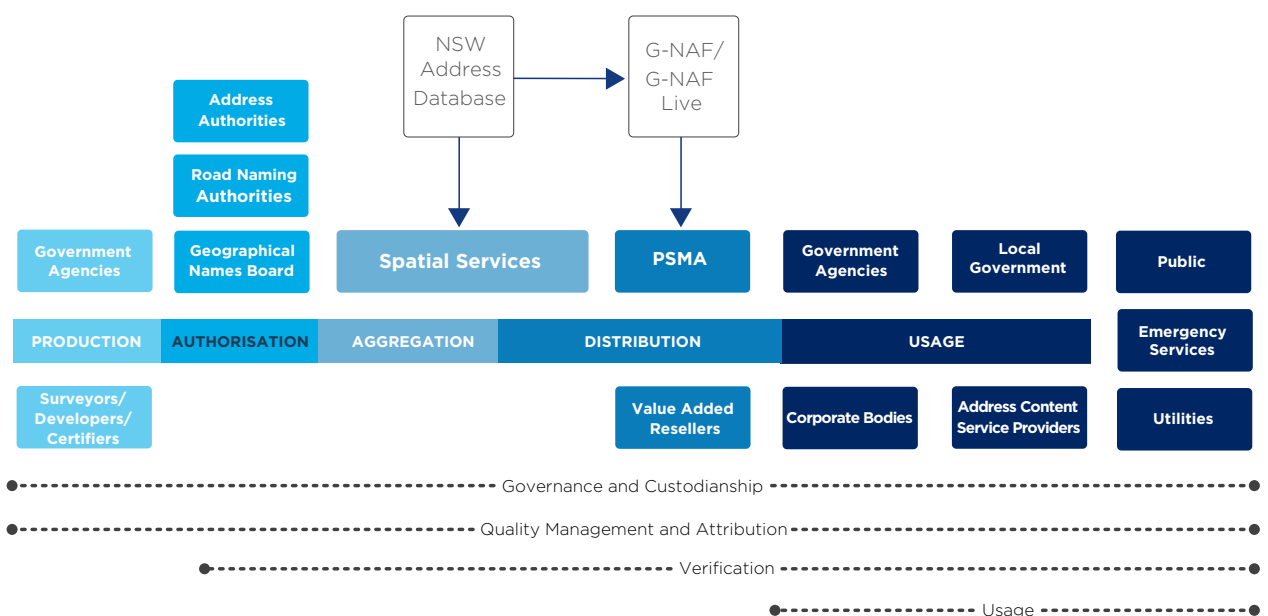 NSW
Address
Database
G-NAF/
G-NAF
Live
Address
Authorities
Road Naming
Authorities
Government
Agencies
Geographical
Names Board
Spatial Services
PSMA
Government
Agencies
Local
Government
Public
PRODUCTION
AUTHORISATION
AGGREGATION
DISTRIBUTION
USAGE
Emergency
Services
Surveyors/
Developers/
Certifiers
Value Added
Resellers
Corporate Bodies
Address Content
Service Providers
Utilities
Governance and Custodianship
Quality Management and Attribution
Verification
Usage